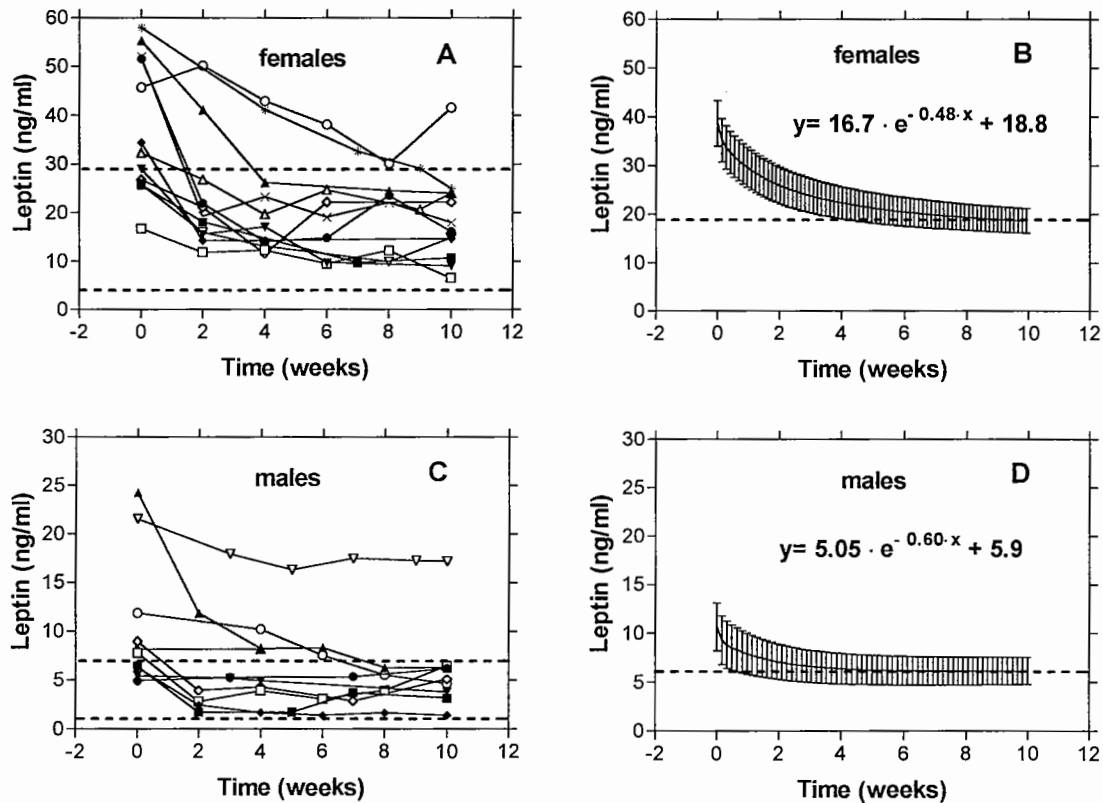 60
50
40
30
20
10
0
Leptin (ng/ml)
females
A
-2 0 2 4 6 8 10 12
Time (weeks)
60
50
40
30
20
10
0
Leptin (ng/ml)
females
B
y= 16.7 · e^- 0.48· x + 18.8
-2 0 2 4 6 8 10 12
Time (weeks)
30
25
20
15
10
5
0
Leptin (ng/ml)
males
C
-2 0 2 4 6 8 10 12
Time (weeks)
30
25
20
15
10
5
0
Leptin (ng/ml)
males
D
y= 5.05 · e^- 0.60· x + 5.9
-2 0 2 4 6 8 10 12
Time (weeks)